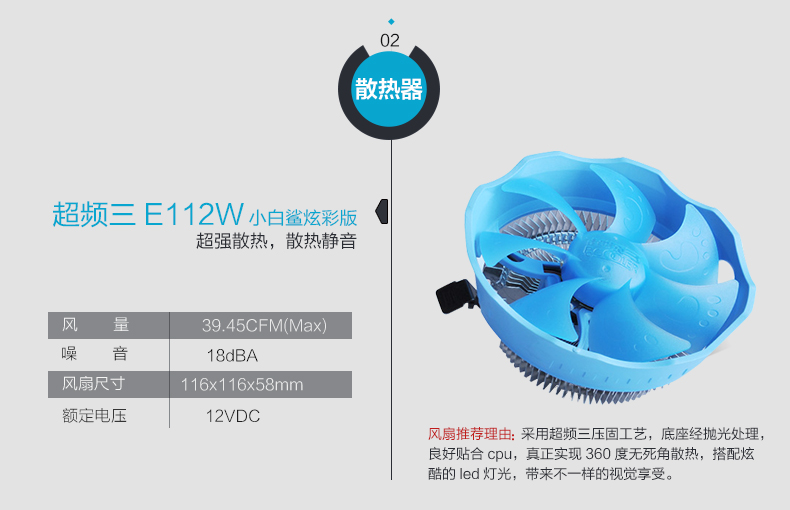 02
散热器
超频三 E112W 小白鲨炫彩版
超强散热，散热静音
风 量 39.45CFM(Max)
噪 音 18dBA
风扇尺寸 116x116x58mm
额定电压 12VDC
风扇推荐理由: 采用超频三压固工艺，底座经抛光处理，
良好贴合 cpu，真正实现 360 度无死角散热，搭配炫
酷的 led 灯光，带来不一样的视觉享受。